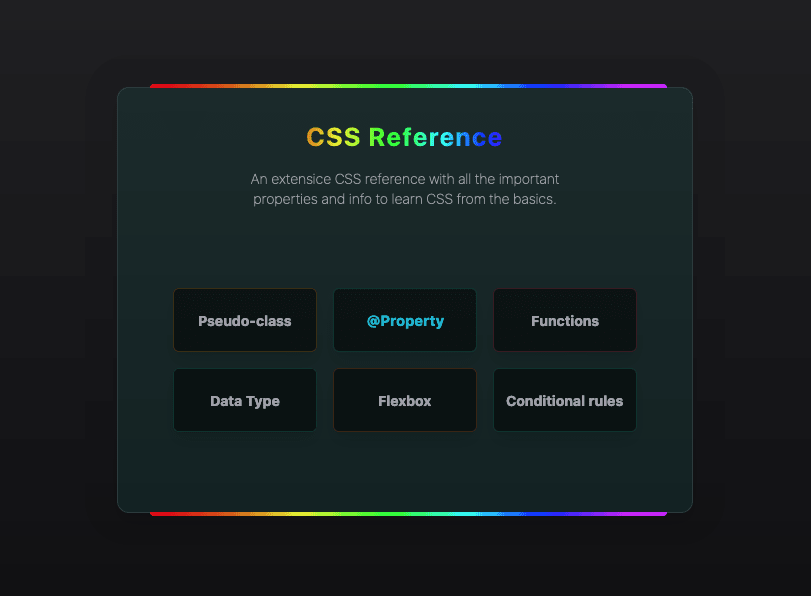 CSS Reference
An extensice CSS reference with all the important
properties and info to learn CSS from the basics.
Pseudo-class
@Property
Functions
Data Type
Flexbox
Conditional rules